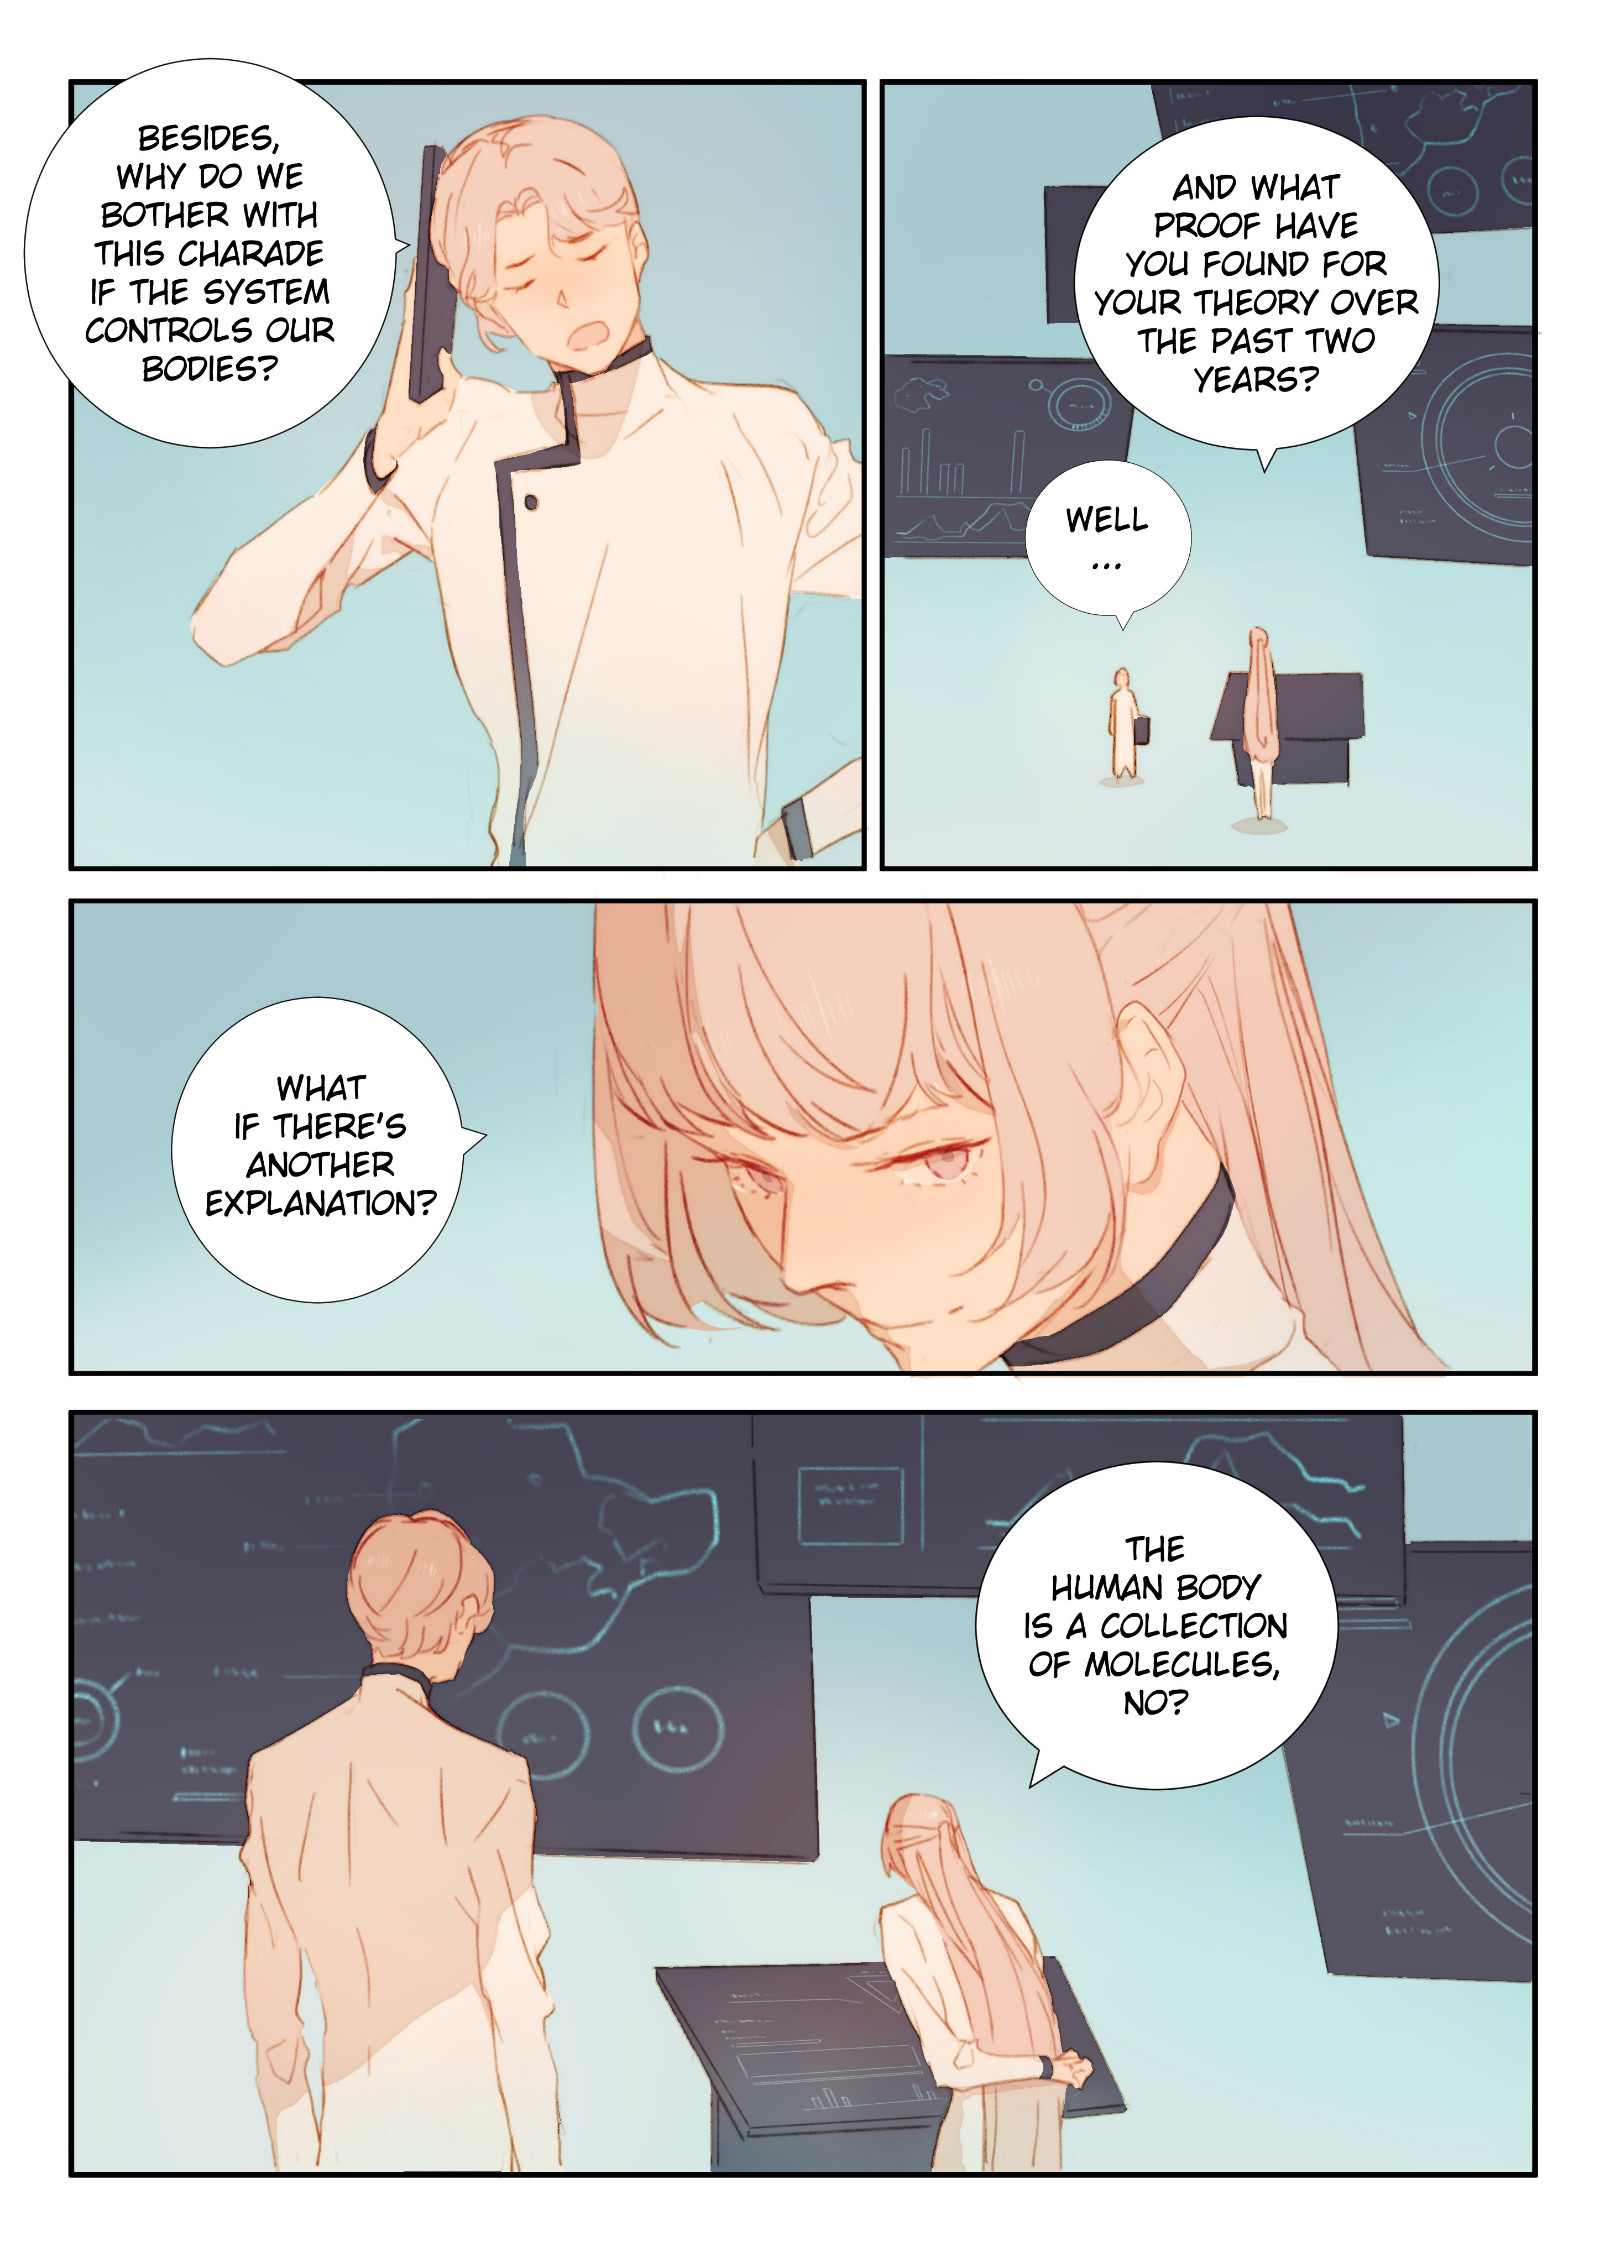 BESIDES,
WHY DO WE
BOTHER WITH
THIS CHARADE
IF THE SYSTEM
CONTROLS OUR
BODIES?
AND WHAT
PROOF HAVE
YOU FOUND FOR
YOUR THEORY OVER
THE PAST TWO
YEARS?
WELL
...
WHAT
IF THERE'S
ANOTHER
EXPLANATION?
THE
HUMAN BODY
IS A COLLECTION
OF MOLECULES,
NO?